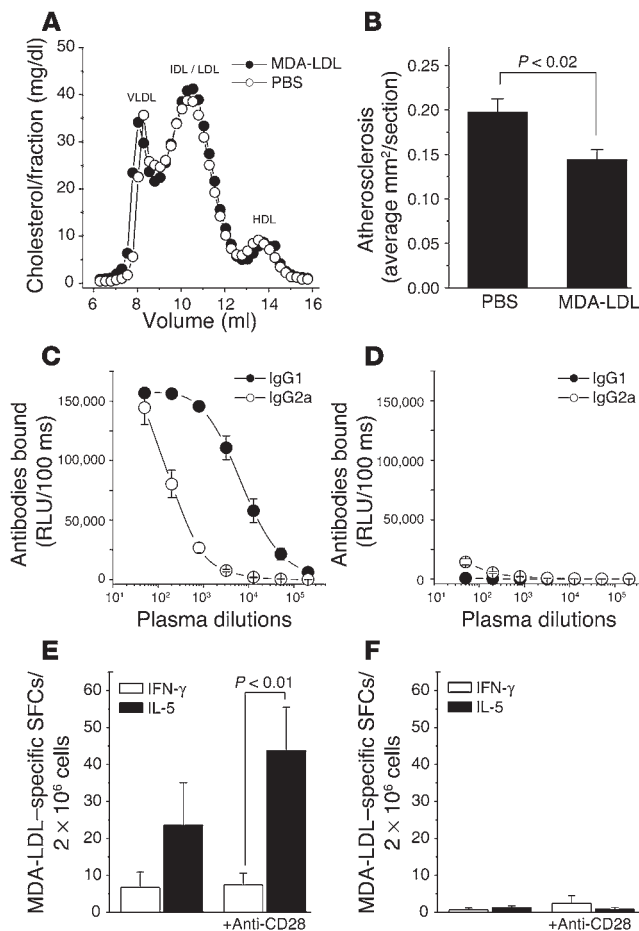 A
Cholesterol/fraction (mg/dl)
50
40
30
20
10
0
VLDL
IDL / LDL
HDL
MDA-LDL
PBS
6 8 10 12 14 16
Volume (ml)
B
Atherosclerosis
(average mm²/section)
0.25
0.20
0.15
0.10
0.05
0.00
P < 0.02
PBS MDA-LDL
C
Antibodies bound
(RLU/100 ms)
150,000
100,000
50,000
0
IgG1
IgG2a
10¹ 10² 10³ 10⁴ 10⁵
Plasma dilutions
D
Antibodies bound
(RLU/100 ms)
150,000
100,000
50,000
0
IgG1
IgG2a
10¹ 10² 10³ 10⁴ 10⁵
Plasma dilutions
E
MDA-LDL–specific SFCs/
2 × 10⁶ cells
60
50
40
30
20
10
0
IFN-γ
IL-5
P < 0.01
+Anti-CD28
F
MDA-LDL–specific SFCs/
2 × 10⁶ cells
60
50
40
30
20
10
0
IFN-γ
IL-5
+Anti-CD28